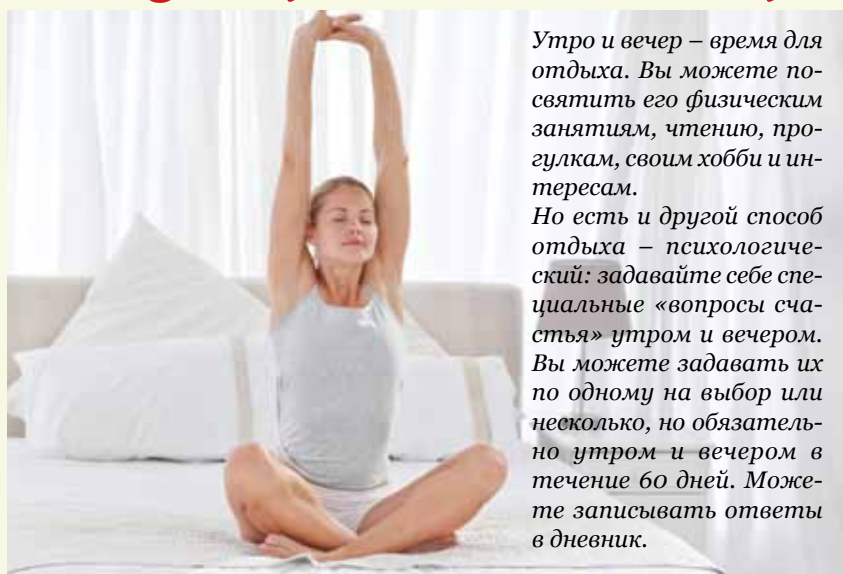 Утро и вечер – время для
отдыха. Вы можете по-
святить его физическим
занятиям, чтению, про-
гулкам, своим хобби и ин-
тересам.
Но есть и другой способ
отдыха – психологиче-
ский: задавайте себе спе-
циальные «вопросы сча-
стья» утром и вечером.
Вы можете задавать их
по одному на выбор или
несколько, но обязатель-
но утром и вечером в
течение 60 дней. Може-
те записывать ответы
в дневник.